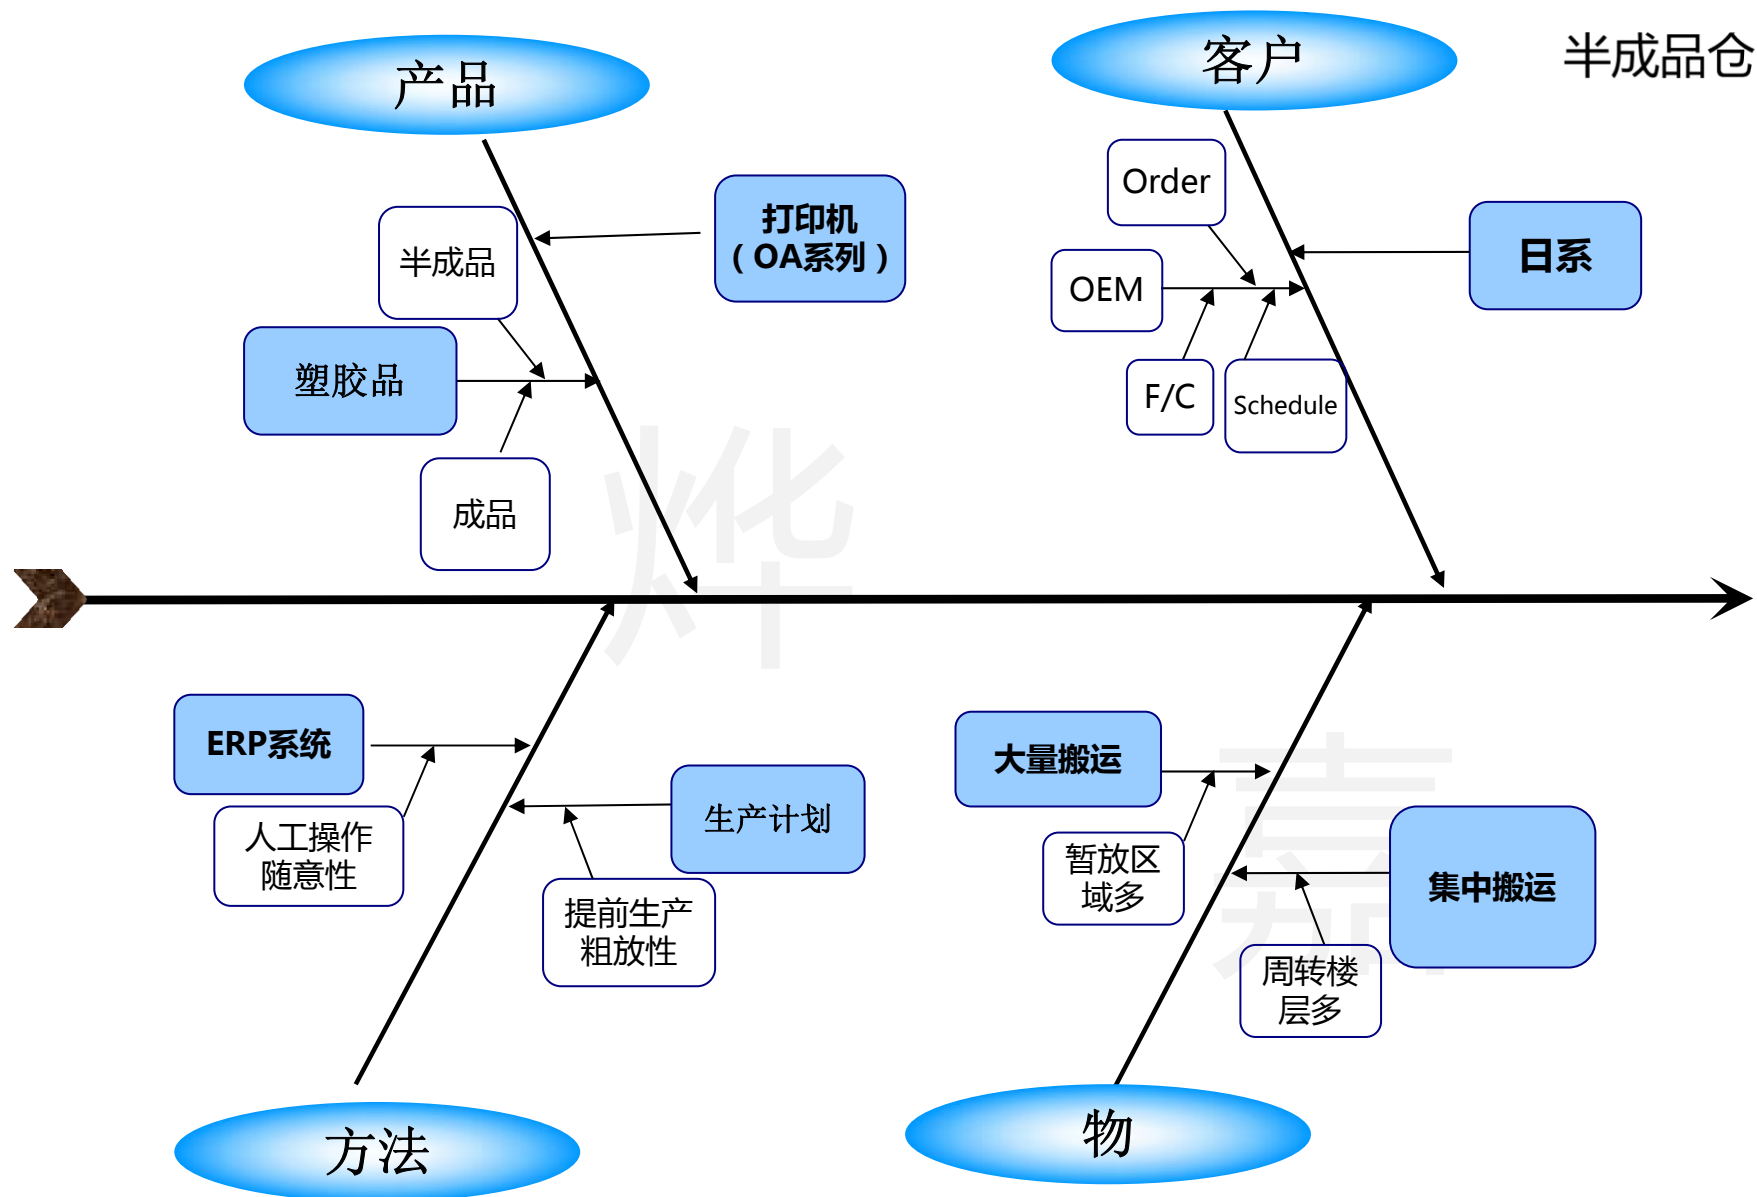 产品
客户
半成品仓
打印机
（OA系列）
半成品
塑胶品
成品
Order
OEM
F/C
Schedule
日系
烨
ERP系统
人工操作
随意性
生产计划
提前生产
粗放性
大量搬运
暂放区
域多
集中搬运
周转楼
层多
嘉
方法
物